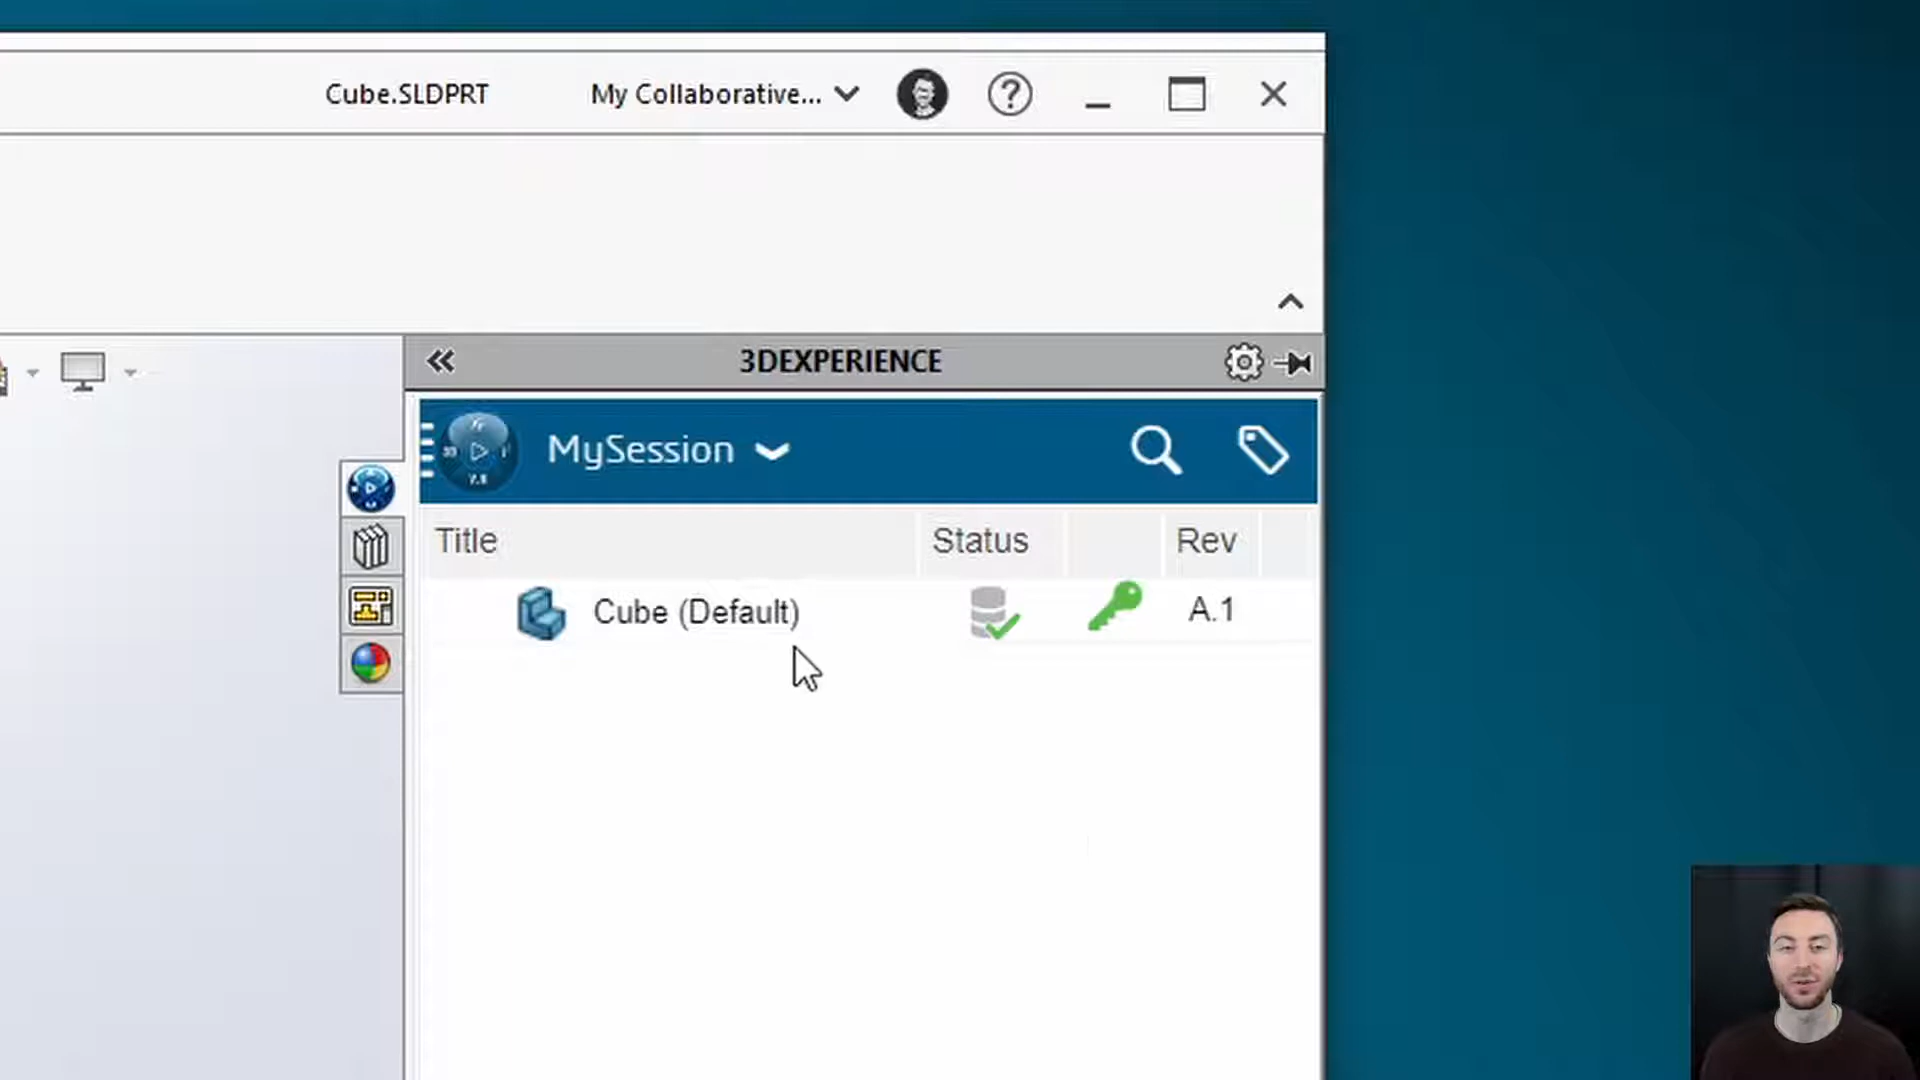 Cube.SLDPRT My Collaborative...
3DEXPERIENCE
MySession
Title Status Rev
Cube (Default) A.1